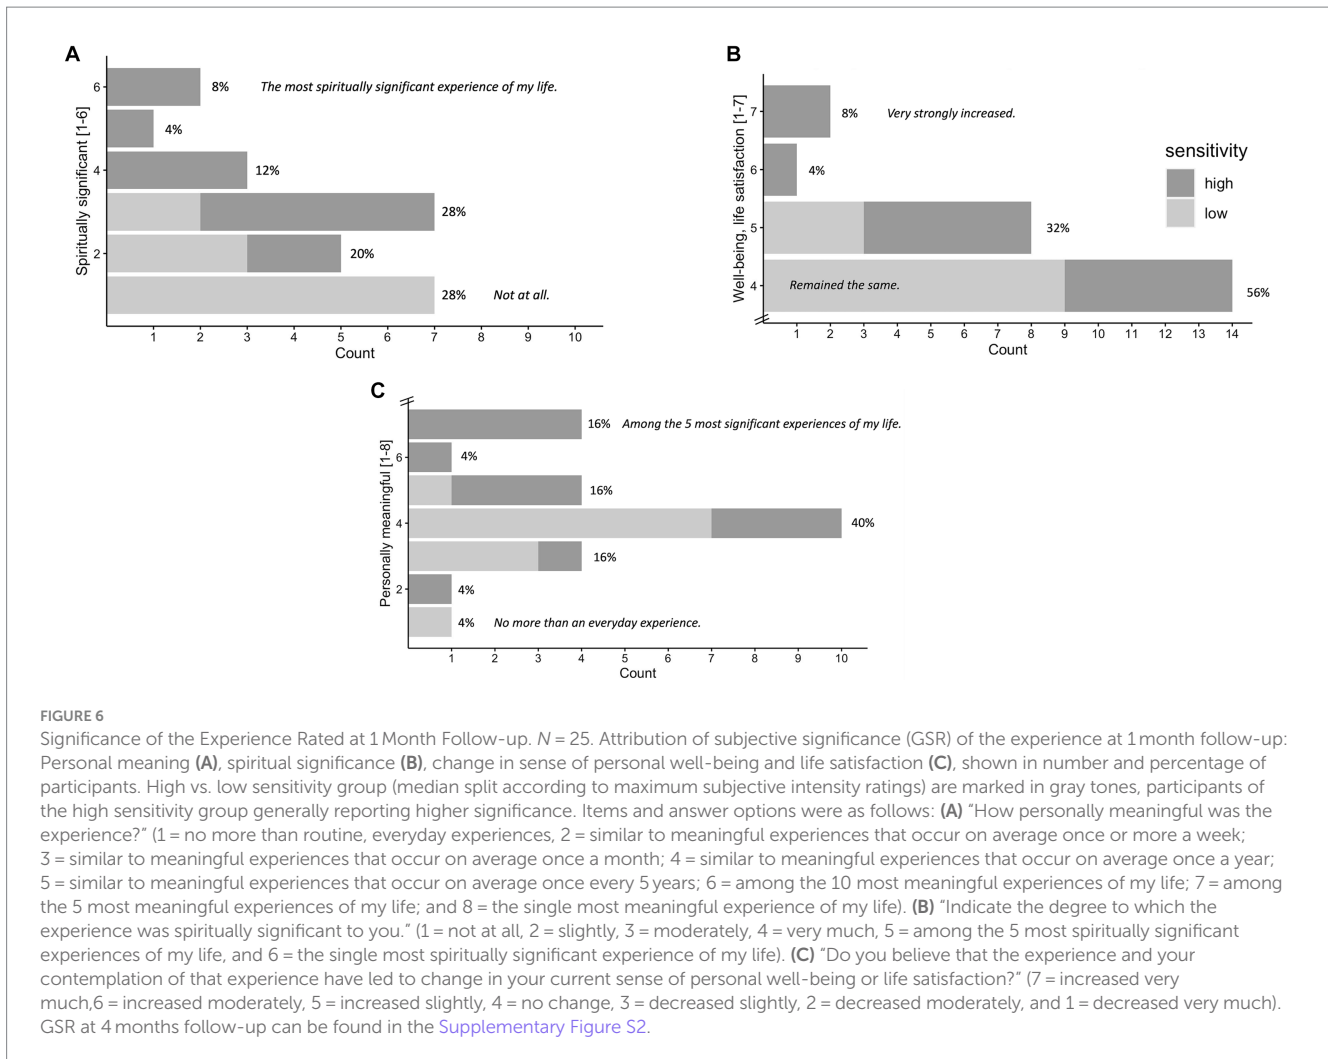 A
Spiritually significant [1-6]
6
4
2
8%
The most spiritually significant experience of my life.
4%
12%
28%
20%
28%
Not at all.
1 2 3 4 5 6 7 8 9 10
Count
B
Well-being, life satisfaction [1-7]
7
6
5
4
8%
Very strongly increased.
4%
32%
Remained the same.
56%
1 2 3 4 5 6 7 8 9 10 11 12 13 14
Count
sensitivity
high
low
C
Personally meaningful [1-8]
6
4
2
16%
Among the 5 most significant experiences of my life.
4%
16%
40%
16%
4%
4%
No more than an everyday experience.
1 2 3 4 5 6 7 8 9 10
Count
FIGURE 6
Significance of the Experience Rated at 1 Month Follow-up. N = 25. Attribution of subjective significance (GSR) of the experience at 1 month follow-up:
Personal meaning (A), spiritual significance (B), change in sense of personal well-being and life satisfaction (C), shown in number and percentage of
participants. High vs. low sensitivity group (median split according to maximum subjective intensity ratings) are marked in gray tones, participants of
the high sensitivity group generally reporting higher significance. Items and answer options were as follows: (A) "How personally meaningful was the
experience?" (1 = no more than routine, everyday experiences, 2 = similar to meaningful experiences that occur on average once or more a week;
3 = similar to meaningful experiences that occur on average once a month; 4 = similar to meaningful experiences that occur on average once a year;
5 = similar to meaningful experiences that occur on average once every 5 years; 6 = among the 10 most meaningful experiences of my life; 7 = among
the 5 most meaningful experiences of my life; and 8 = the single most meaningful experience of my life). (B) "Indicate the degree to which the
experience was spiritually significant to you." (1 = not at all, 2 = slightly, 3 = moderately, 4 = very much, 5 = among the 5 most spiritually significant
experiences of my life, and 6 = the single most spiritually significant experience of my life). (C) "Do you believe that the experience and your
contemplation of that experience have led to change in your current sense of personal well-being or life satisfaction?" (7 = increased very
much,6 = increased moderately, 5 = increased slightly, 4 = no change, 3 = decreased slightly, 2 = decreased moderately, and 1 = decreased very much).
GSR at 4 months follow-up can be found in the Supplementary Figure S2.